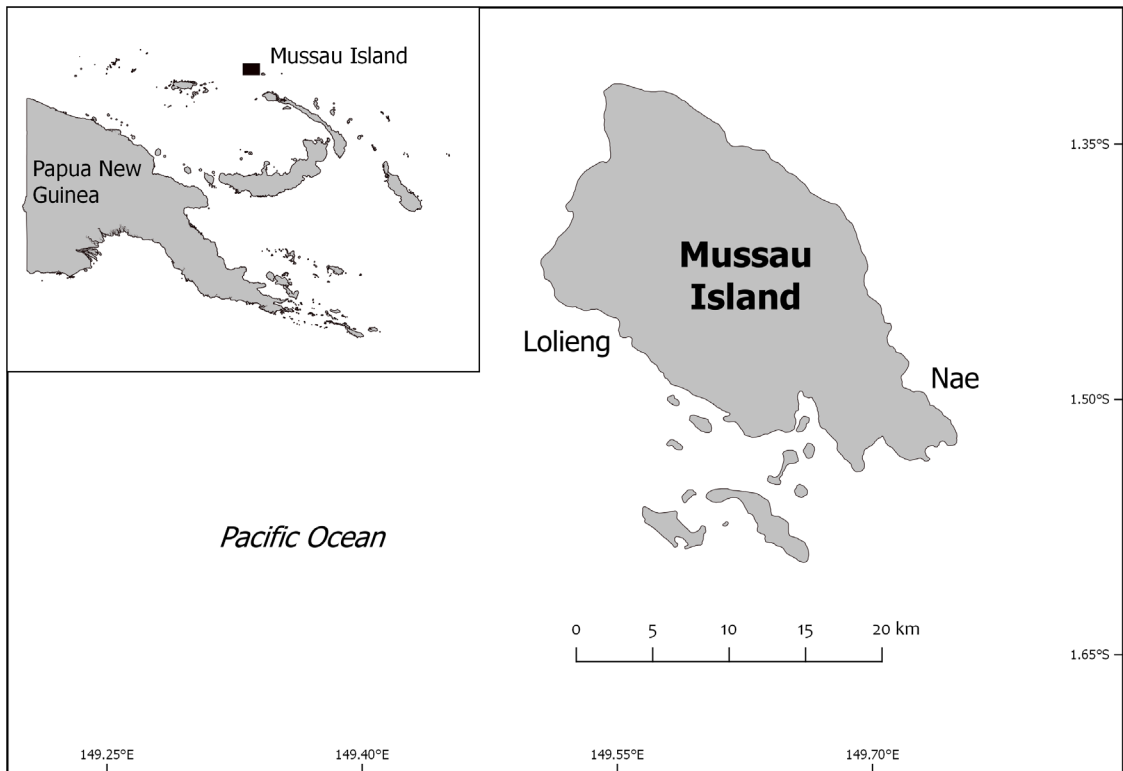 Mussau Island
Papua New
Guinea
Mussau
Island
Lolieng
Nae
Pacific Ocean
0 5 10 15 20 km
1.35°S
1.50°S
1.65°S
149.25°E 149.40°E 149.55°E 149.70°E